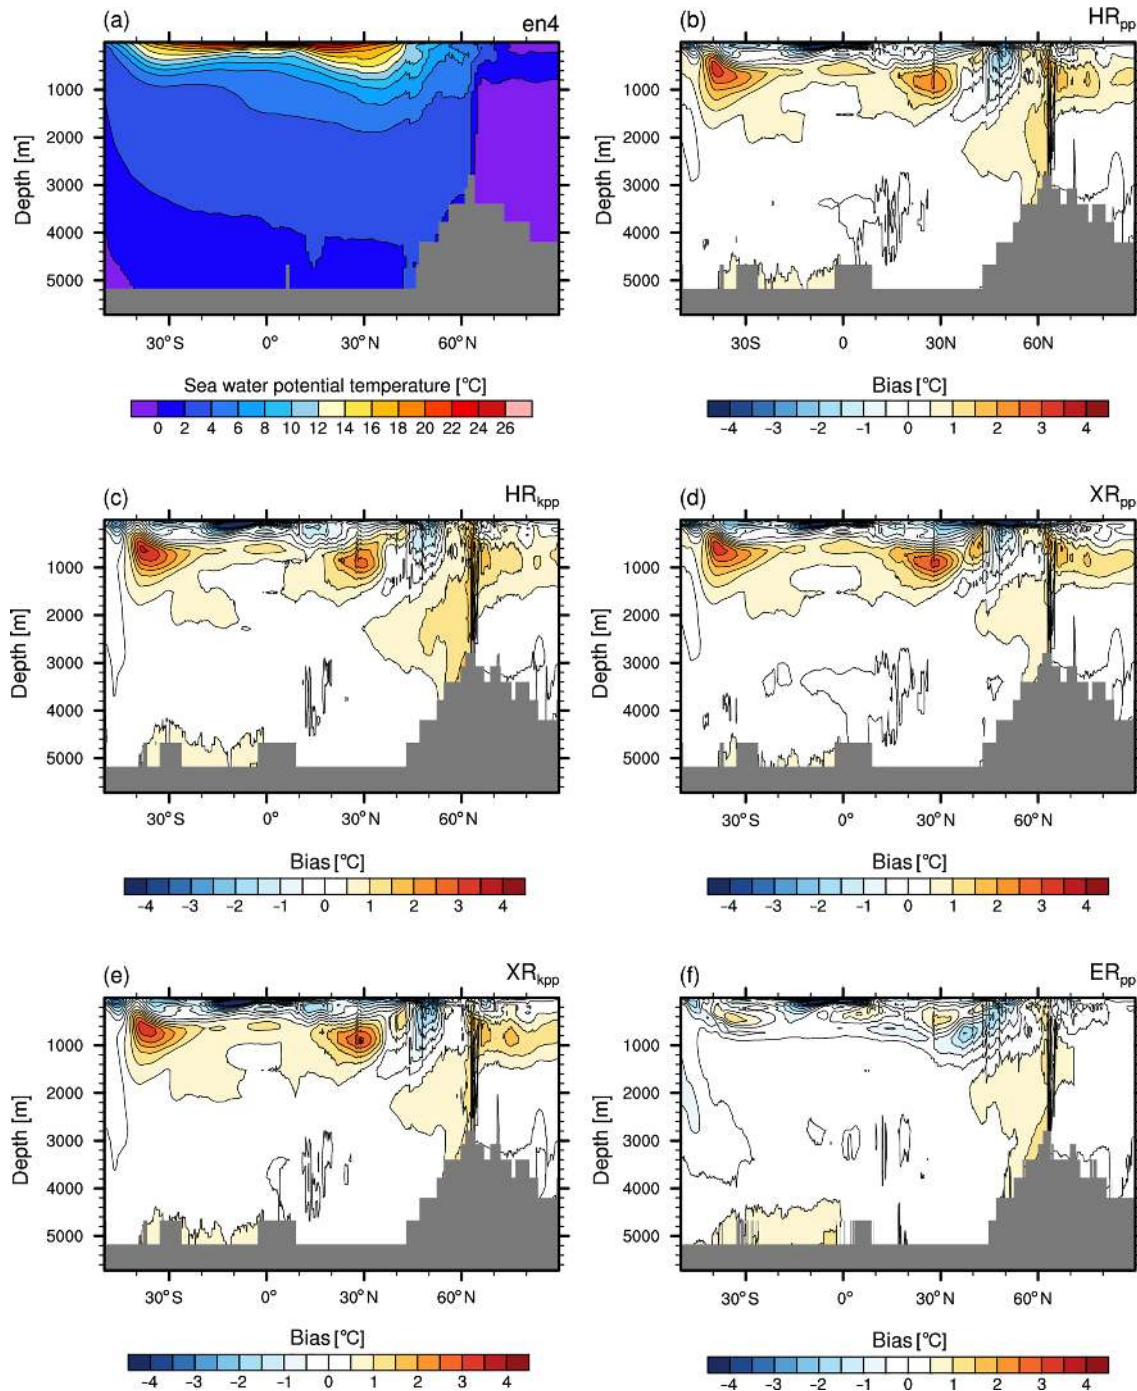 (a) en4
Depth [m]
1000
2000
3000
4000
5000
30°S 0° 30°N 60°N
Sea water potential temperature [°C]
0 2 4 6 8 10 12 14 16 18 20 22 24 26
(b) HRpp
Depth [m]
1000
2000
3000
4000
5000
30S 0 30N 60N
Bias [°C]
−4 −3 −2 −1 0 1 2 3 4
(c) HRkpp
Depth [m]
1000
2000
3000
4000
5000
30°S 0° 30°N 60°N
Bias [°C]
−4 −3 −2 −1 0 1 2 3 4
(d) XRpp
Depth [m]
1000
2000
3000
4000
5000
30S 0 30N 60N
Bias [°C]
−4 −3 −2 −1 0 1 2 3 4
(e) XRkpp
Depth [m]
1000
2000
3000
4000
5000
30°S 0° 30°N 60°N
Bias [°C]
−4 −3 −2 −1 0 1 2 3 4
(f) ERpp
Depth [m]
1000
2000
3000
4000
5000
30S 0 30N 60N
Bias [°C]
−4 −3 −2 −1 0 1 2 3 4